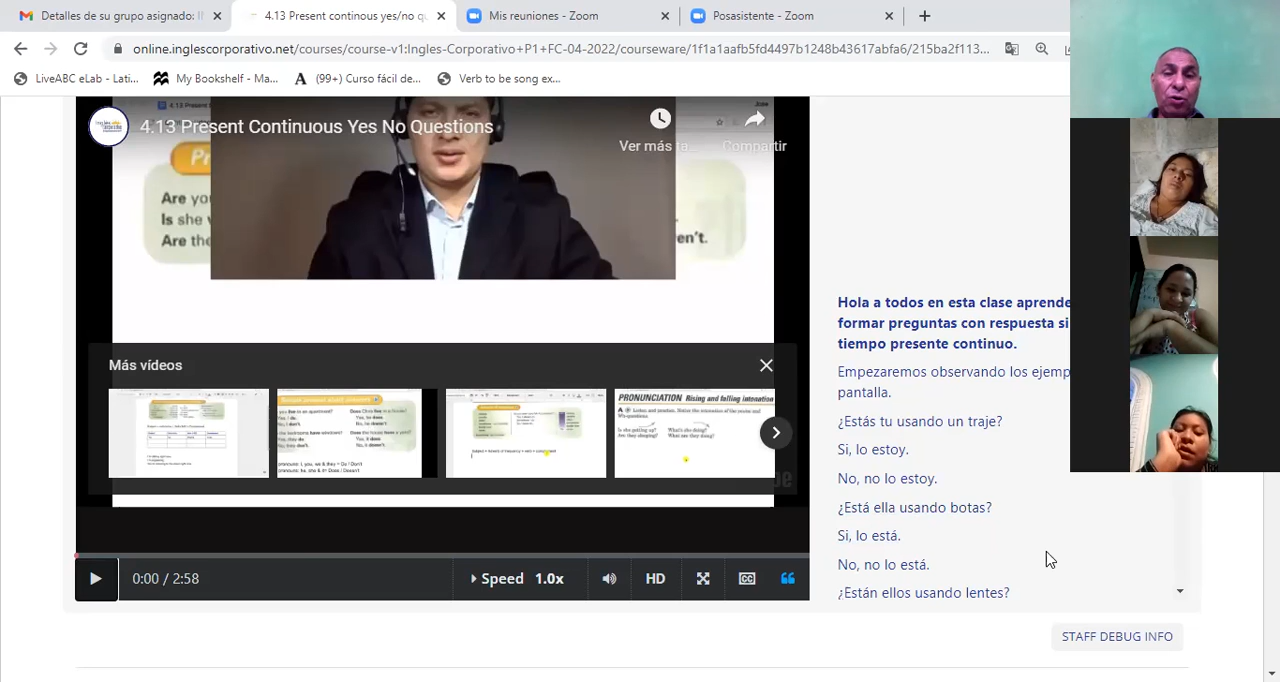 Detalles de su grupo asignado: I
4.13 Present continous yes/no qu
Mis reuniones - Zoom
Posasistente - Zoom
online.inglescorporativo.net/courses/course-v1:Ingles-Corporativo+P1+FC-04-2022/courseware/1f1a1aafb5fd4497b1248b43617abfa6/215ba2f113...
LiveABC eLab - Lati...
My Bookshelf - Ma...
(99+) Curso fácil de...
Verb to be song ex...
4.13 Present Continuous Yes No Questions
Ver más ta...
Compartir
Are you
Is she
Are the
en't.
Más vídeos
PRONUNCIATION Rising and falling intonation
0:00 / 2:58
Speed 1.0x
HD
CC
Hola a todos en esta clase aprende
formar preguntas con respuesta si
tiempo presente continuo.
Empezaremos observando los ejemp
pantalla.
¿Estás tu usando un traje?
Si, lo estoy.
No, no lo estoy.
¿Está ella usando botas?
Si, lo está.
No, no lo está.
¿Están ellos usando lentes?
STAFF DEBUG INFO